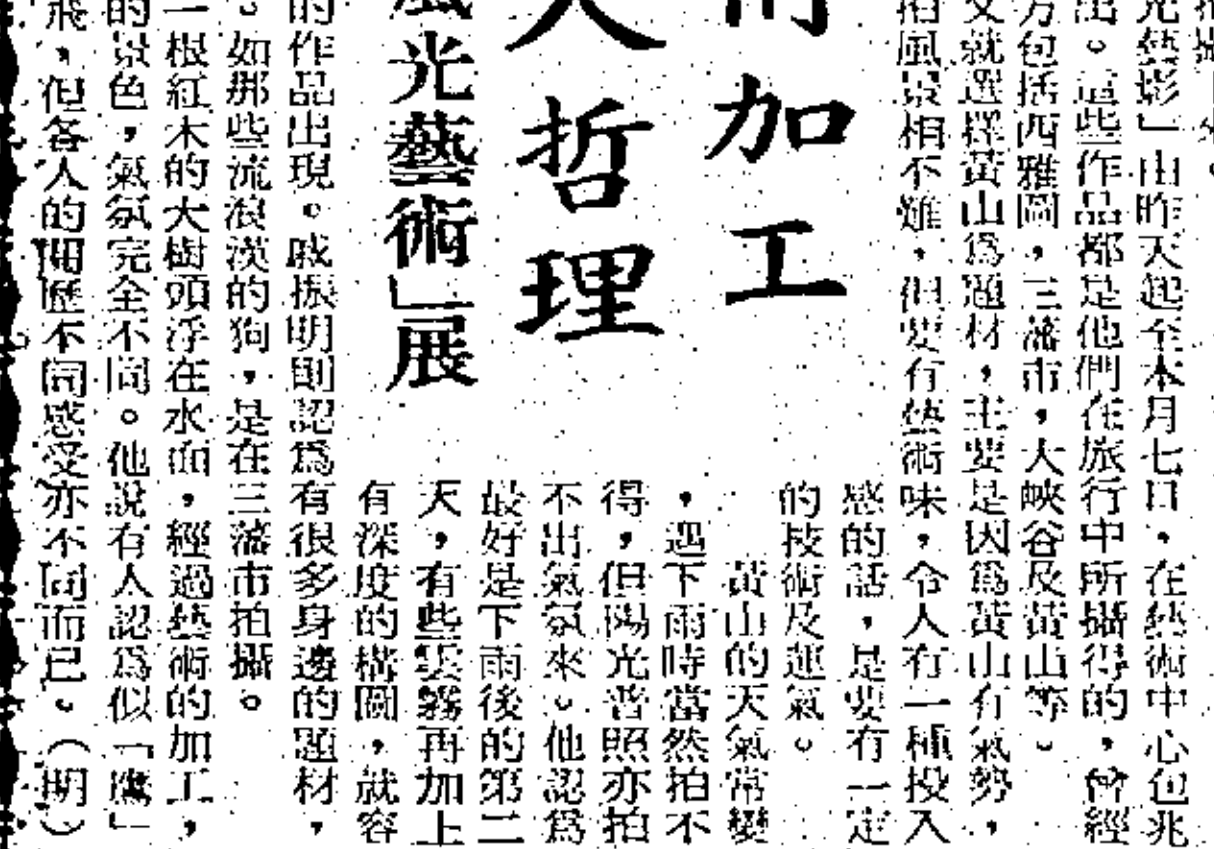 光藝影」由昨天起至本月七日，在藝術中心包兆
出。這些作品都是他們在旅行中所攝得的，曾經
方包括西雅圖，三藩市，大峽谷及黃山等。
又就選擇黃山爲題材，主要是因爲黃山有氣勢，
拍風景相不難，但要有藝術味，令人有一種投入
感的話，是要有一定
的技術及運氣。
黃山的天氣常變
，遇下雨時當然拍不
得，但陽光普照亦拍
不出氣氛來。他認爲
最好是下雨後的第二
天，有些雲霧再加上
有深度的構圖，就容
加工
人哲理
風光藝術」展
的作品出現。戚振明則認爲有很多身邊的題材，
。如那些流浪漢的狗，是在三藩市拍攝。
一根紅木的大樹頭浮在水面，經過藝術的加工，
的景色，氣氛完全不同。他說有人認爲似「鷹」
飛，但各人的閱歷不同感受亦不同而已。（期）